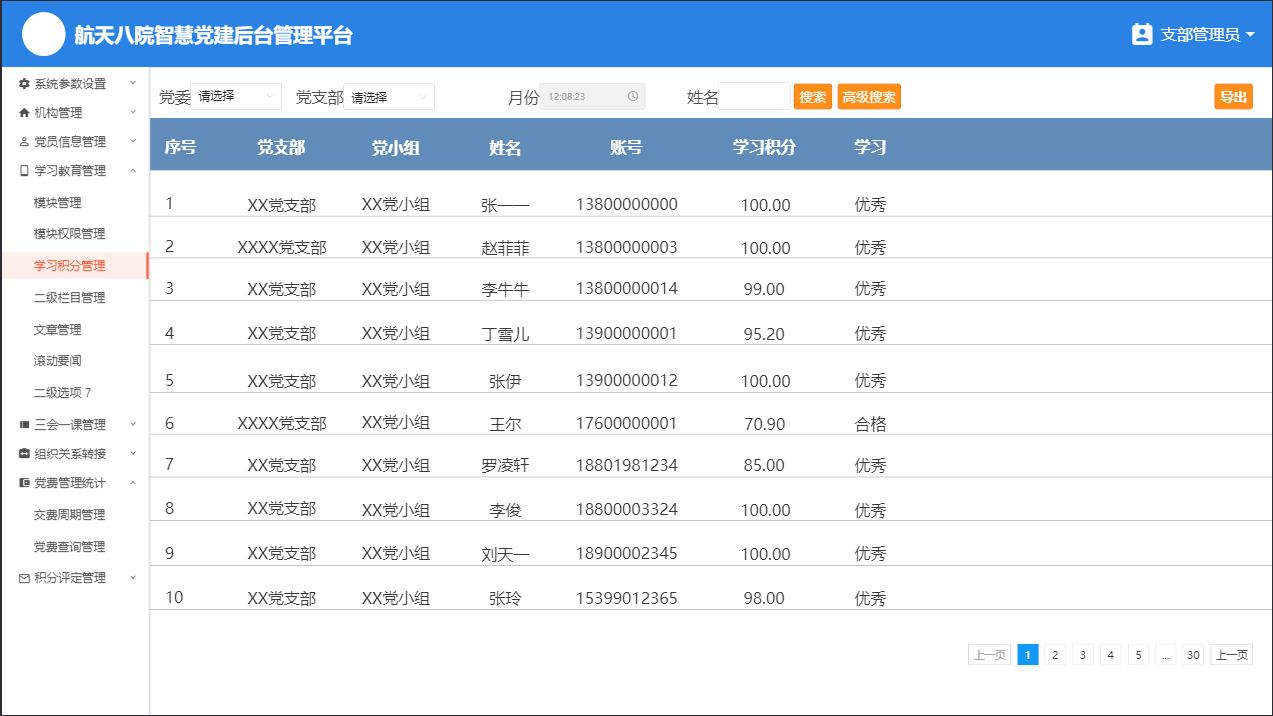 航天八院智慧党建后台管理平台 支部管理员
系统参数设置
机构管理
党员信息管理
学习教育管理
模块管理
模块权限管理
学习积分管理
二级栏目管理
文章管理
滚动要闻
二级选项 7
三会一课管理
组织关系转接
党费管理统计
交费周期管理
党费查询管理
积分评定管理
党委 请选择 党支部 请选择 月份 12:08:23 姓名 搜索 高级搜索 导出
序号 党支部 党小组 姓名 账号 学习积分 学习
1 XX党支部 XX党小组 张一一 13800000000 100.00 优秀
2 XXXX党支部 XX党小组 赵菲菲 13800000003 100.00 优秀
3 XX党支部 XX党小组 李牛牛 13800000014 99.00 优秀
4 XX党支部 XX党小组 丁雪儿 13900000001 95.20 优秀
5 XX党支部 XX党小组 张伊 13900000012 100.00 优秀
6 XXXX党支部 XX党小组 王尔 17600000001 70.90 合格
7 XX党支部 XX党小组 罗凌轩 18801981234 85.00 优秀
8 XX党支部 XX党小组 李俊 18800003324 100.00 优秀
9 XX党支部 XX党小组 刘天一 18900002345 100.00 优秀
10 XX党支部 XX党小组 张玲 15399012365 98.00 优秀
上一页 1 2 3 4 5 ... 30 上一页